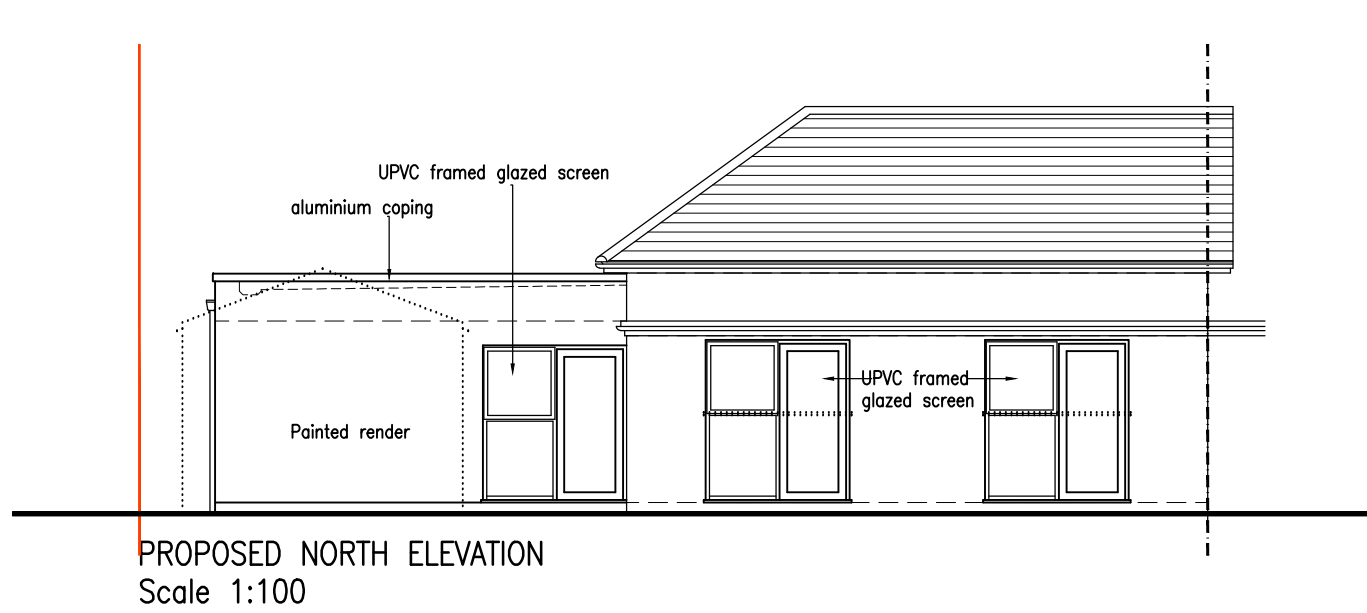 UPVC framed glazed screen
aluminium coping
UPVC framed
glazed screen
Painted render
PROPOSED NORTH ELEVATION
Scale 1:100